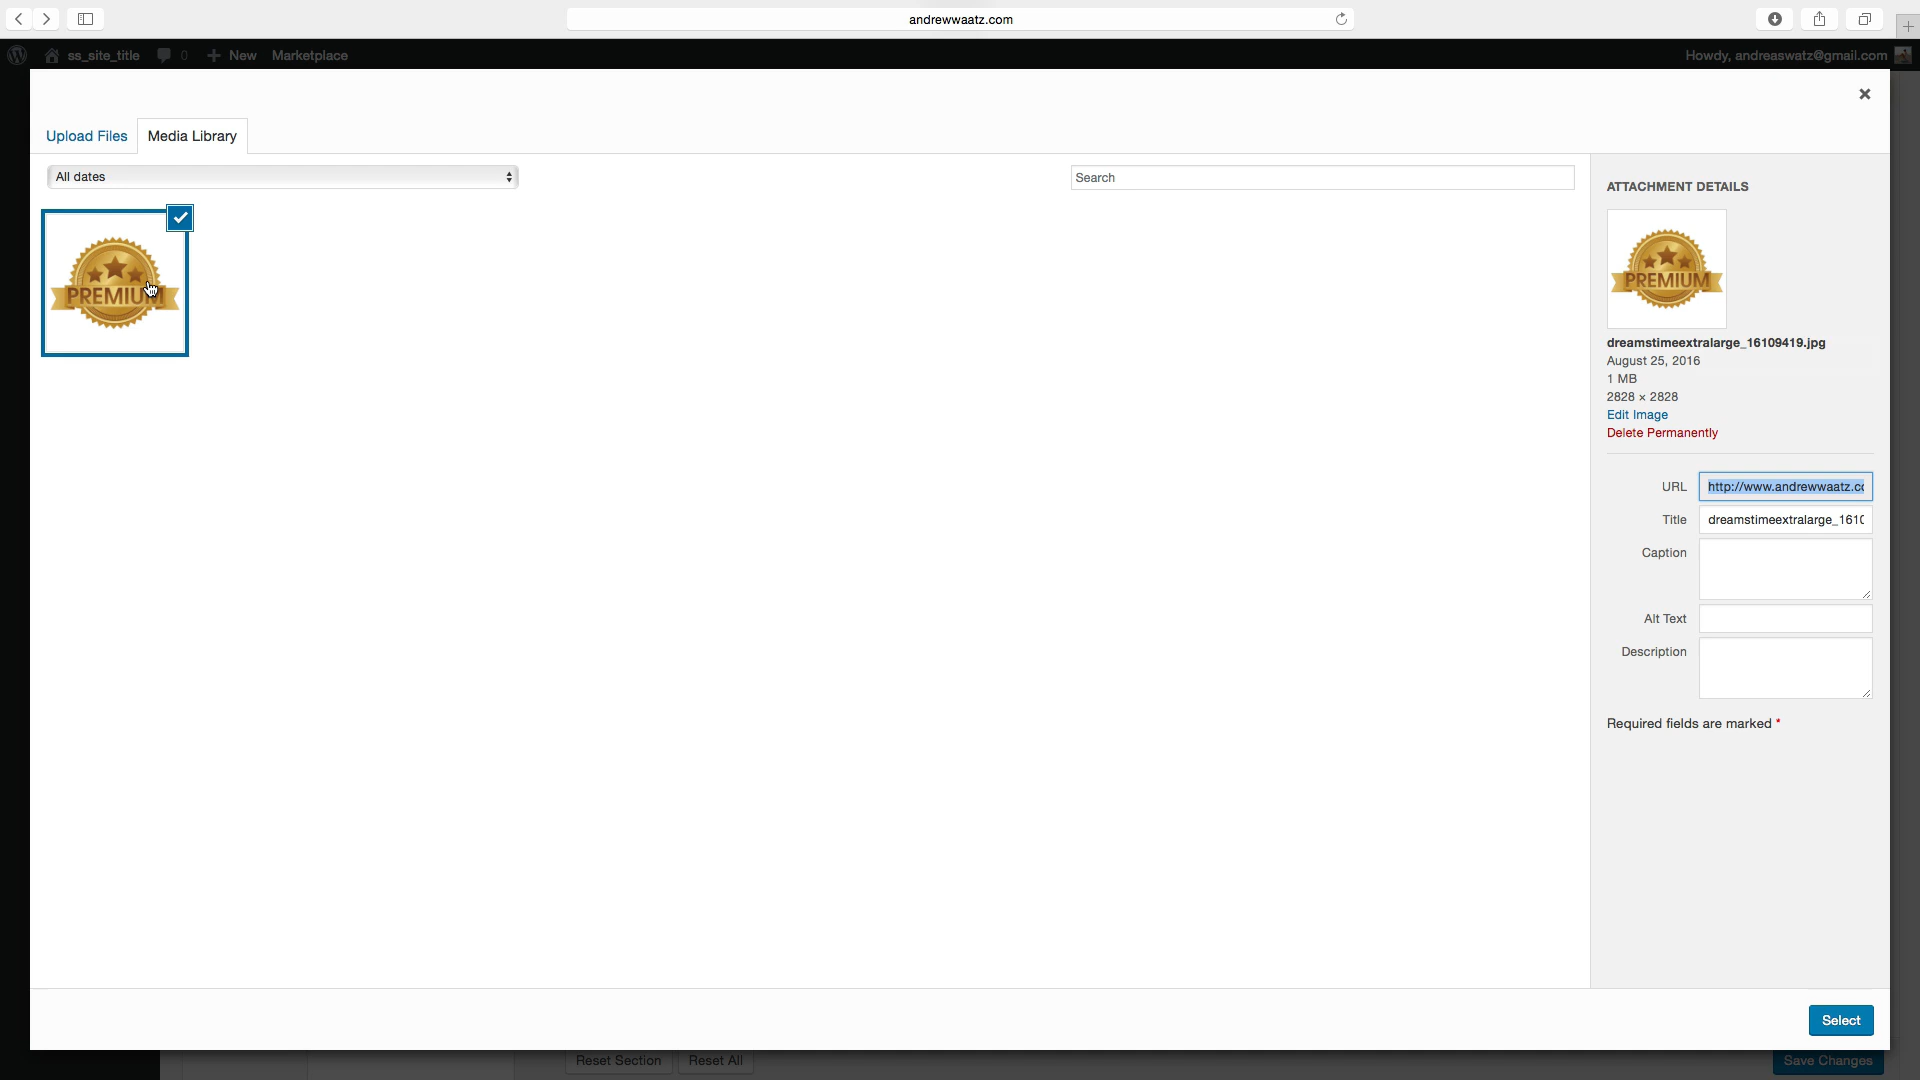 andrewwaatz.com
ss_site_title 0 New Marketplace Howdy, andreaswatz@gmail.com
Upload Files Media Library
All dates
Search
ATTACHMENT DETAILS
PREMIUM
PREMIUM
dreamstimeextralarge_16109419.jpg
August 25, 2016
1 MB
2828 × 2828
Edit Image
Delete Permanently
URL http://www.andrewwaatz.co
Title dreamstimeextralarge_1610
Caption
Alt Text
Description
Required fields are marked *
Select
Reset Section Reset All Save Changes